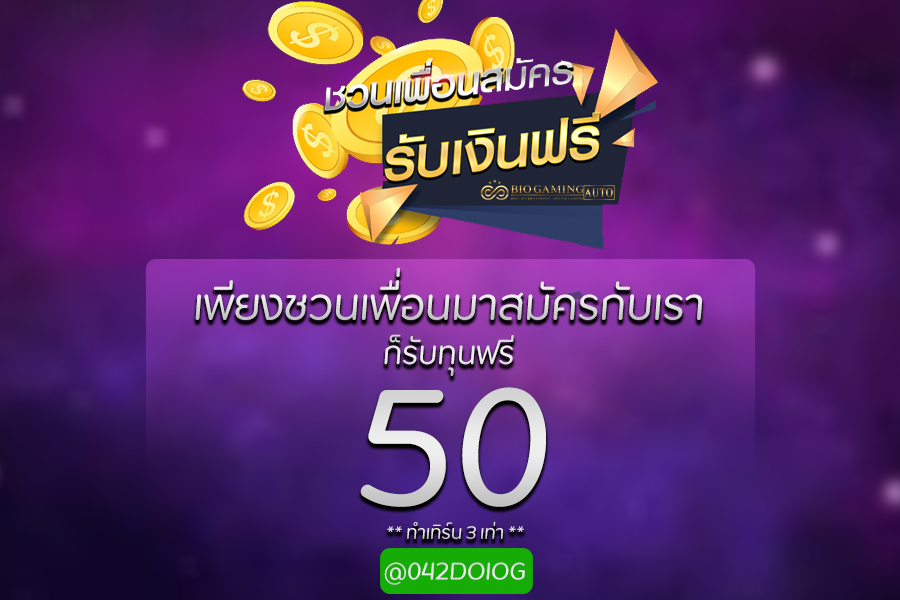 ชวนเพื่อนสมัคร
รับเงินฟรี
BIO GAMING AUTO
เพียงชวนเพื่อนมาสมัครกับเรา
ก็รับทุนฟรี
50
** ทำเทิร์น 3 เท่า **
@042DOIOG